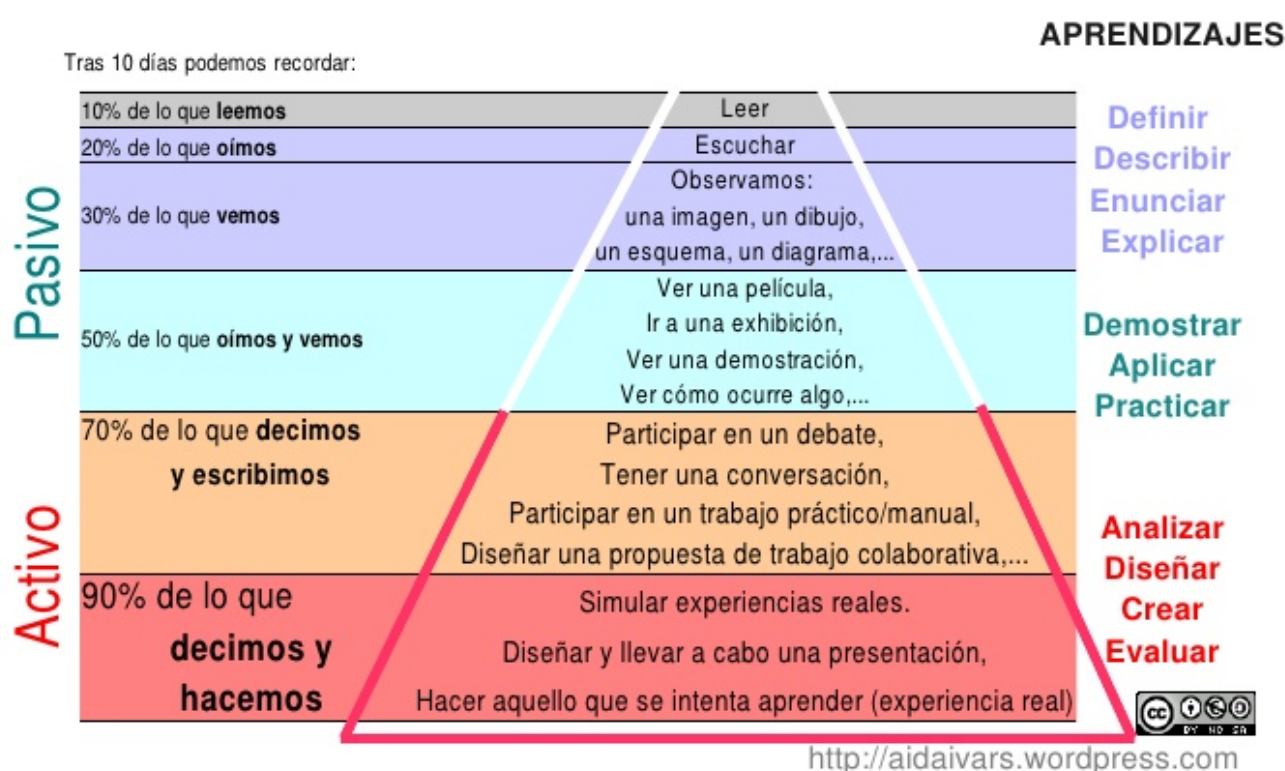 APRENDIZAJES
Tras 10 días podemos recordar:
Pasivo
10% de lo que leemos
Leer
20% de lo que oímos
Escuchar
30% de lo que vemos
Observamos:
una imagen, un dibujo,
un esquema, un diagrama,...
Definir
Describir
Enunciar
Explicar
50% de lo que oímos y vemos
Ver una película,
Ir a una exhibición,
Ver una demostración,
Ver cómo ocurre algo,...
Demostrar
Aplicar
Practicar
Activo
70% de lo que decimos
y escribimos
Participar en un debate,
Tener una conversación,
Participar en un trabajo práctico/manual,
Diseñar una propuesta de trabajo colaborativa,...
90% de lo que
decimos y
hacemos
Simular experiencias reales.
Diseñar y llevar a cabo una presentación,
Hacer aquello que se intenta aprender (experiencia real)
Analizar
Diseñar
Crear
Evaluar
cc
BY NC SA
http://aidaivars.wordpress.com